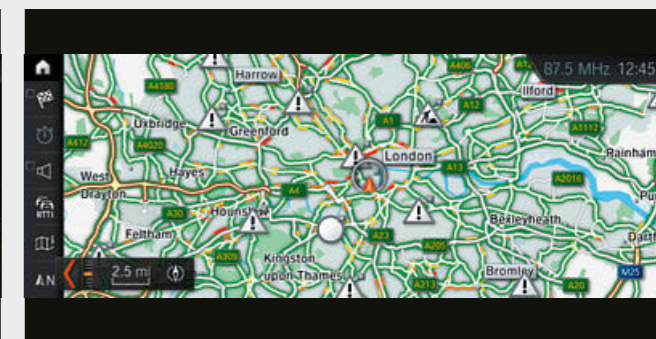 A406
87.5 MHz 12:45
Harrow
A4180
Ilford
A12
Uxbridge
Greenford
A1
A1112
A412
A4020
London
Rainham
West
Drayton
Hayes
A4
A13
A2016
RTTI
A30
Hounslow
Bexleyheath
Feltham
A23
A205
A309
Kingston
upon Thames
Bromley
M25
2.5 mi
A213
A20
N